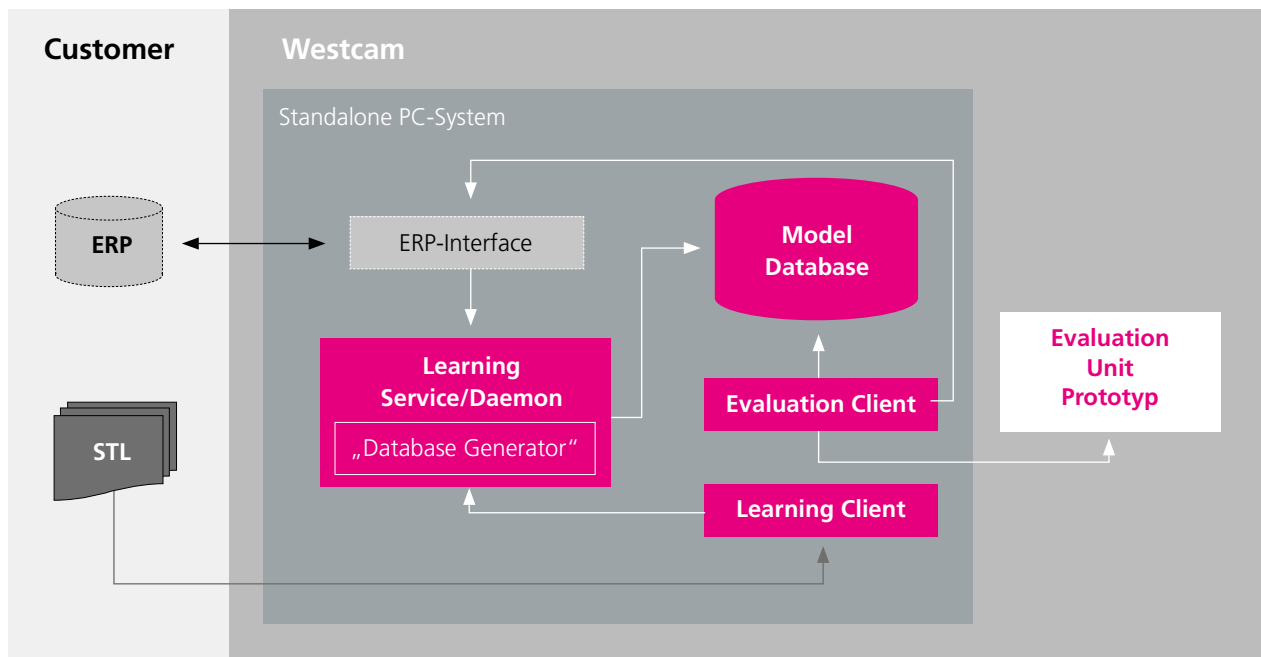 Customer
Westcam
Standalone PC-System
ERP
ERP-Interface
Model
Database
Learning
Service/Daemon
„Database Generator“
Evaluation Client
Evaluation
Unit
Prototyp
STL
Learning Client